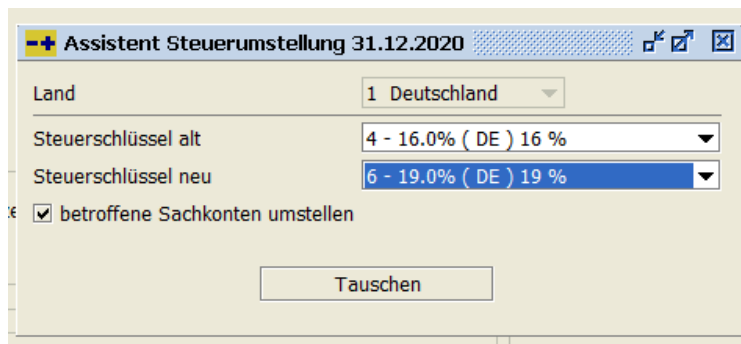 Assistent Steuerumstellung 31.12.2020
Land 1 Deutschland
Steuerschlüssel alt 4 - 16.0% ( DE ) 16 %
Steuerschlüssel neu 6 - 19.0% ( DE ) 19 %
betroffene Sachkonten umstellen
Tauschen